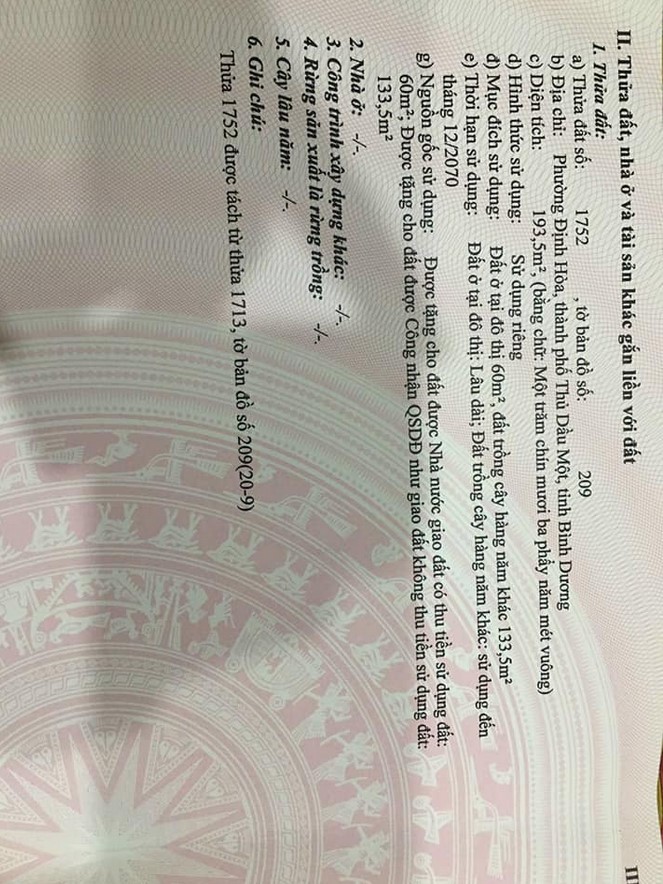 II. Thửa đất, nhà ở và tài sản khác gắn liền với đất
1. Thửa đất:
a) Thửa đất số: 1752 , tờ bản đồ số: 209
b) Địa chỉ: Phường Định Hòa, thành phố Thủ Dầu Một, tỉnh Bình Dương
c) Diện tích: 193,5m², (bằng chữ: Một trăm chín mươi ba phẩy năm mét vuông)
d) Hình thức sử dụng: Sử dụng riêng
đ) Mục đích sử dụng: Đất ở tại đô thị 60m², đất trồng cây hàng năm khác 133,5m²
e) Thời hạn sử dụng: Đất ở tại đô thị: Lâu dài; Đất trồng cây hàng năm khác: sử dụng đến
tháng 12/2070
g) Nguồn gốc sử dụng: Được tặng cho đất được Nhà nước giao đất có thu tiền sử dụng đất:
60m²; Được tặng cho đất được Công nhận QSDĐ như giao đất không thu tiền sử dụng đất:
133,5m²
2. Nhà ở: -/-.
3. Công trình xây dựng khác: -/-.
4. Rừng sản xuất là rừng trồng: -/-.
5. Cây lâu năm: -/-.
6. Ghi chú:
Thửa 1752 được tách từ thửa 1713, tờ bản đồ số 209(20-9)